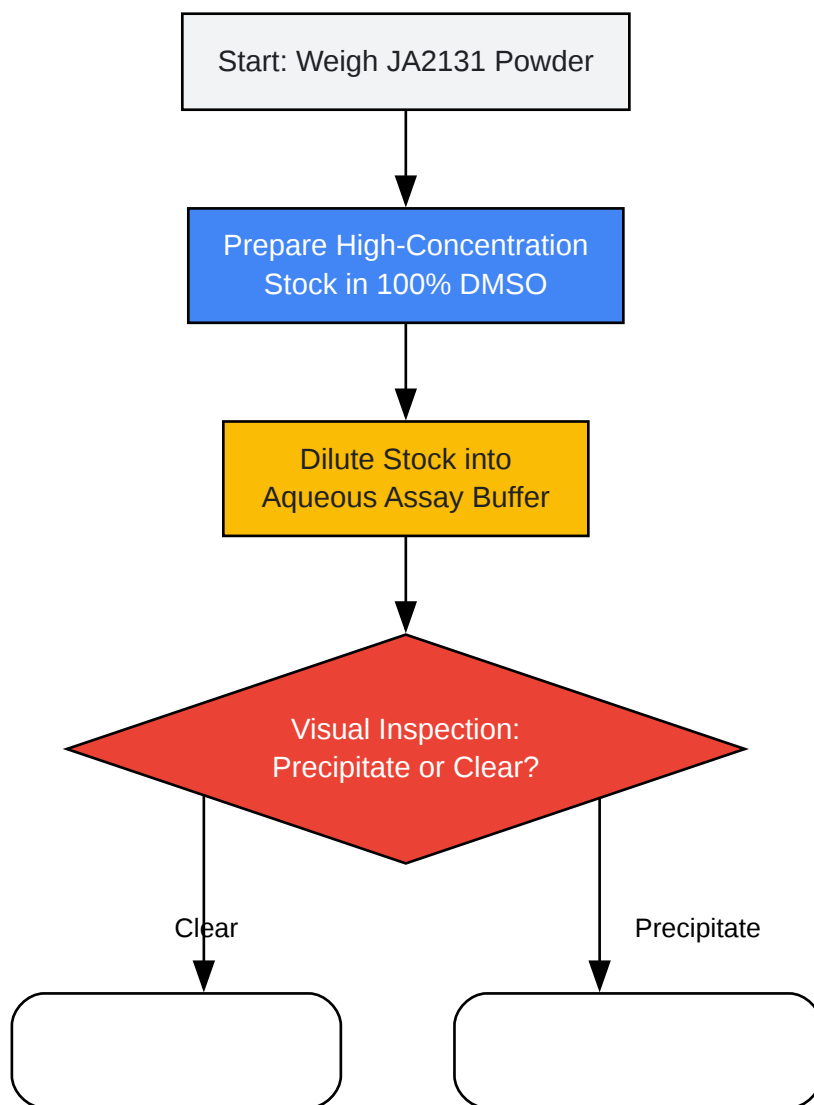 Start: Weigh JA2131 Powder
Prepare High-Concentration
Stock in 100% DMSO
Dilute Stock into
Aqueous Assay Buffer
Visual Inspection:
Precipitate or Clear?
Clear
Precipitate